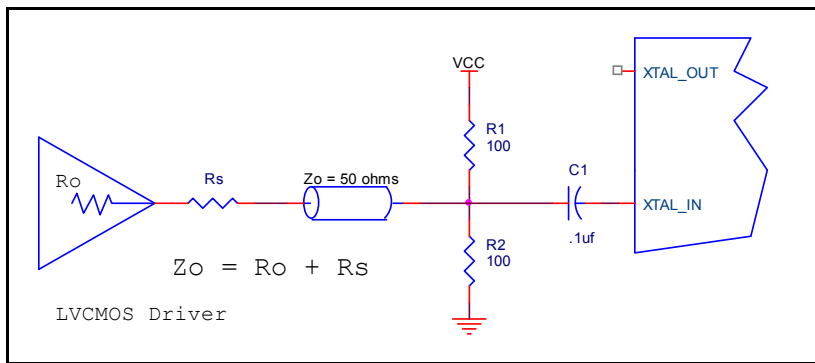 VCC
XTAL_OUT
R1
100
Ro
Rs
Zo = 50 ohms
C1
XTAL_IN
.1uf
R2
100
Zo = Ro + Rs
LVCMOS Driver